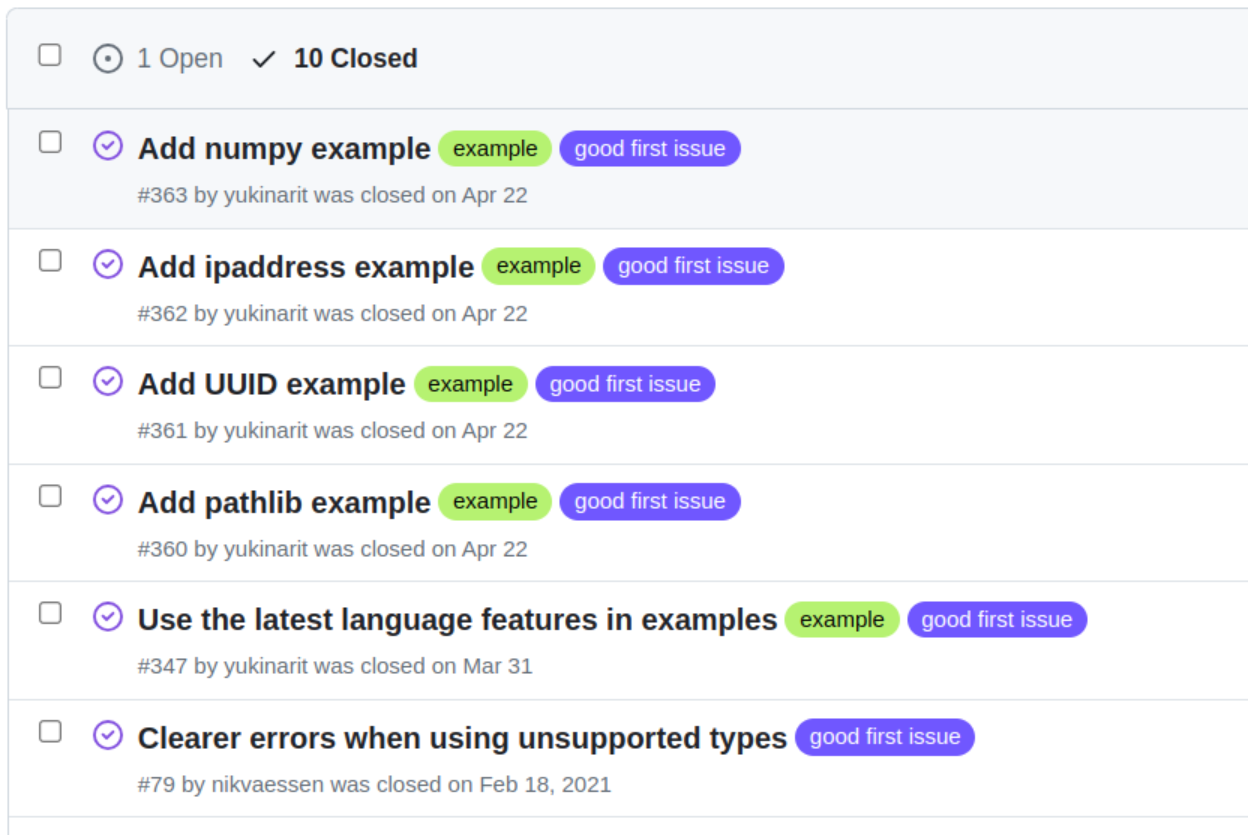 1 Open 10 Closed
Add numpy example example good first issue
#363 by yukinarit was closed on Apr 22
Add ipaddress example example good first issue
#362 by yukinarit was closed on Apr 22
Add UUID example example good first issue
#361 by yukinarit was closed on Apr 22
Add pathlib example example good first issue
#360 by yukinarit was closed on Apr 22
Use the latest language features in examples example good first issue
#347 by yukinarit was closed on Mar 31
Clearer errors when using unsupported types good first issue
#79 by nikvaessen was closed on Feb 18, 2021